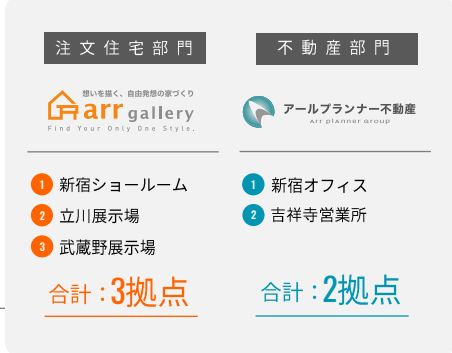 注文住宅部門
想いを描く、自由発想の家づくり
arr gallery
Find Your Only One Style.
1 新宿ショールーム
2 立川展示場
3 武蔵野展示場
合計：3拠点
不動産部門
アールプランナー不動産
Arr planner Group
1 新宿オフィス
2 吉祥寺営業所
合計：2拠点